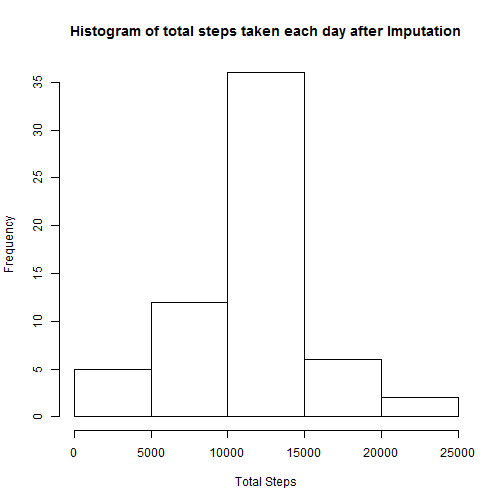 Histogram of total steps taken each day after Imputation
35
30
25
20
15
10
5
0
Frequency
0 5000 10000 15000 20000 25000
Total Steps